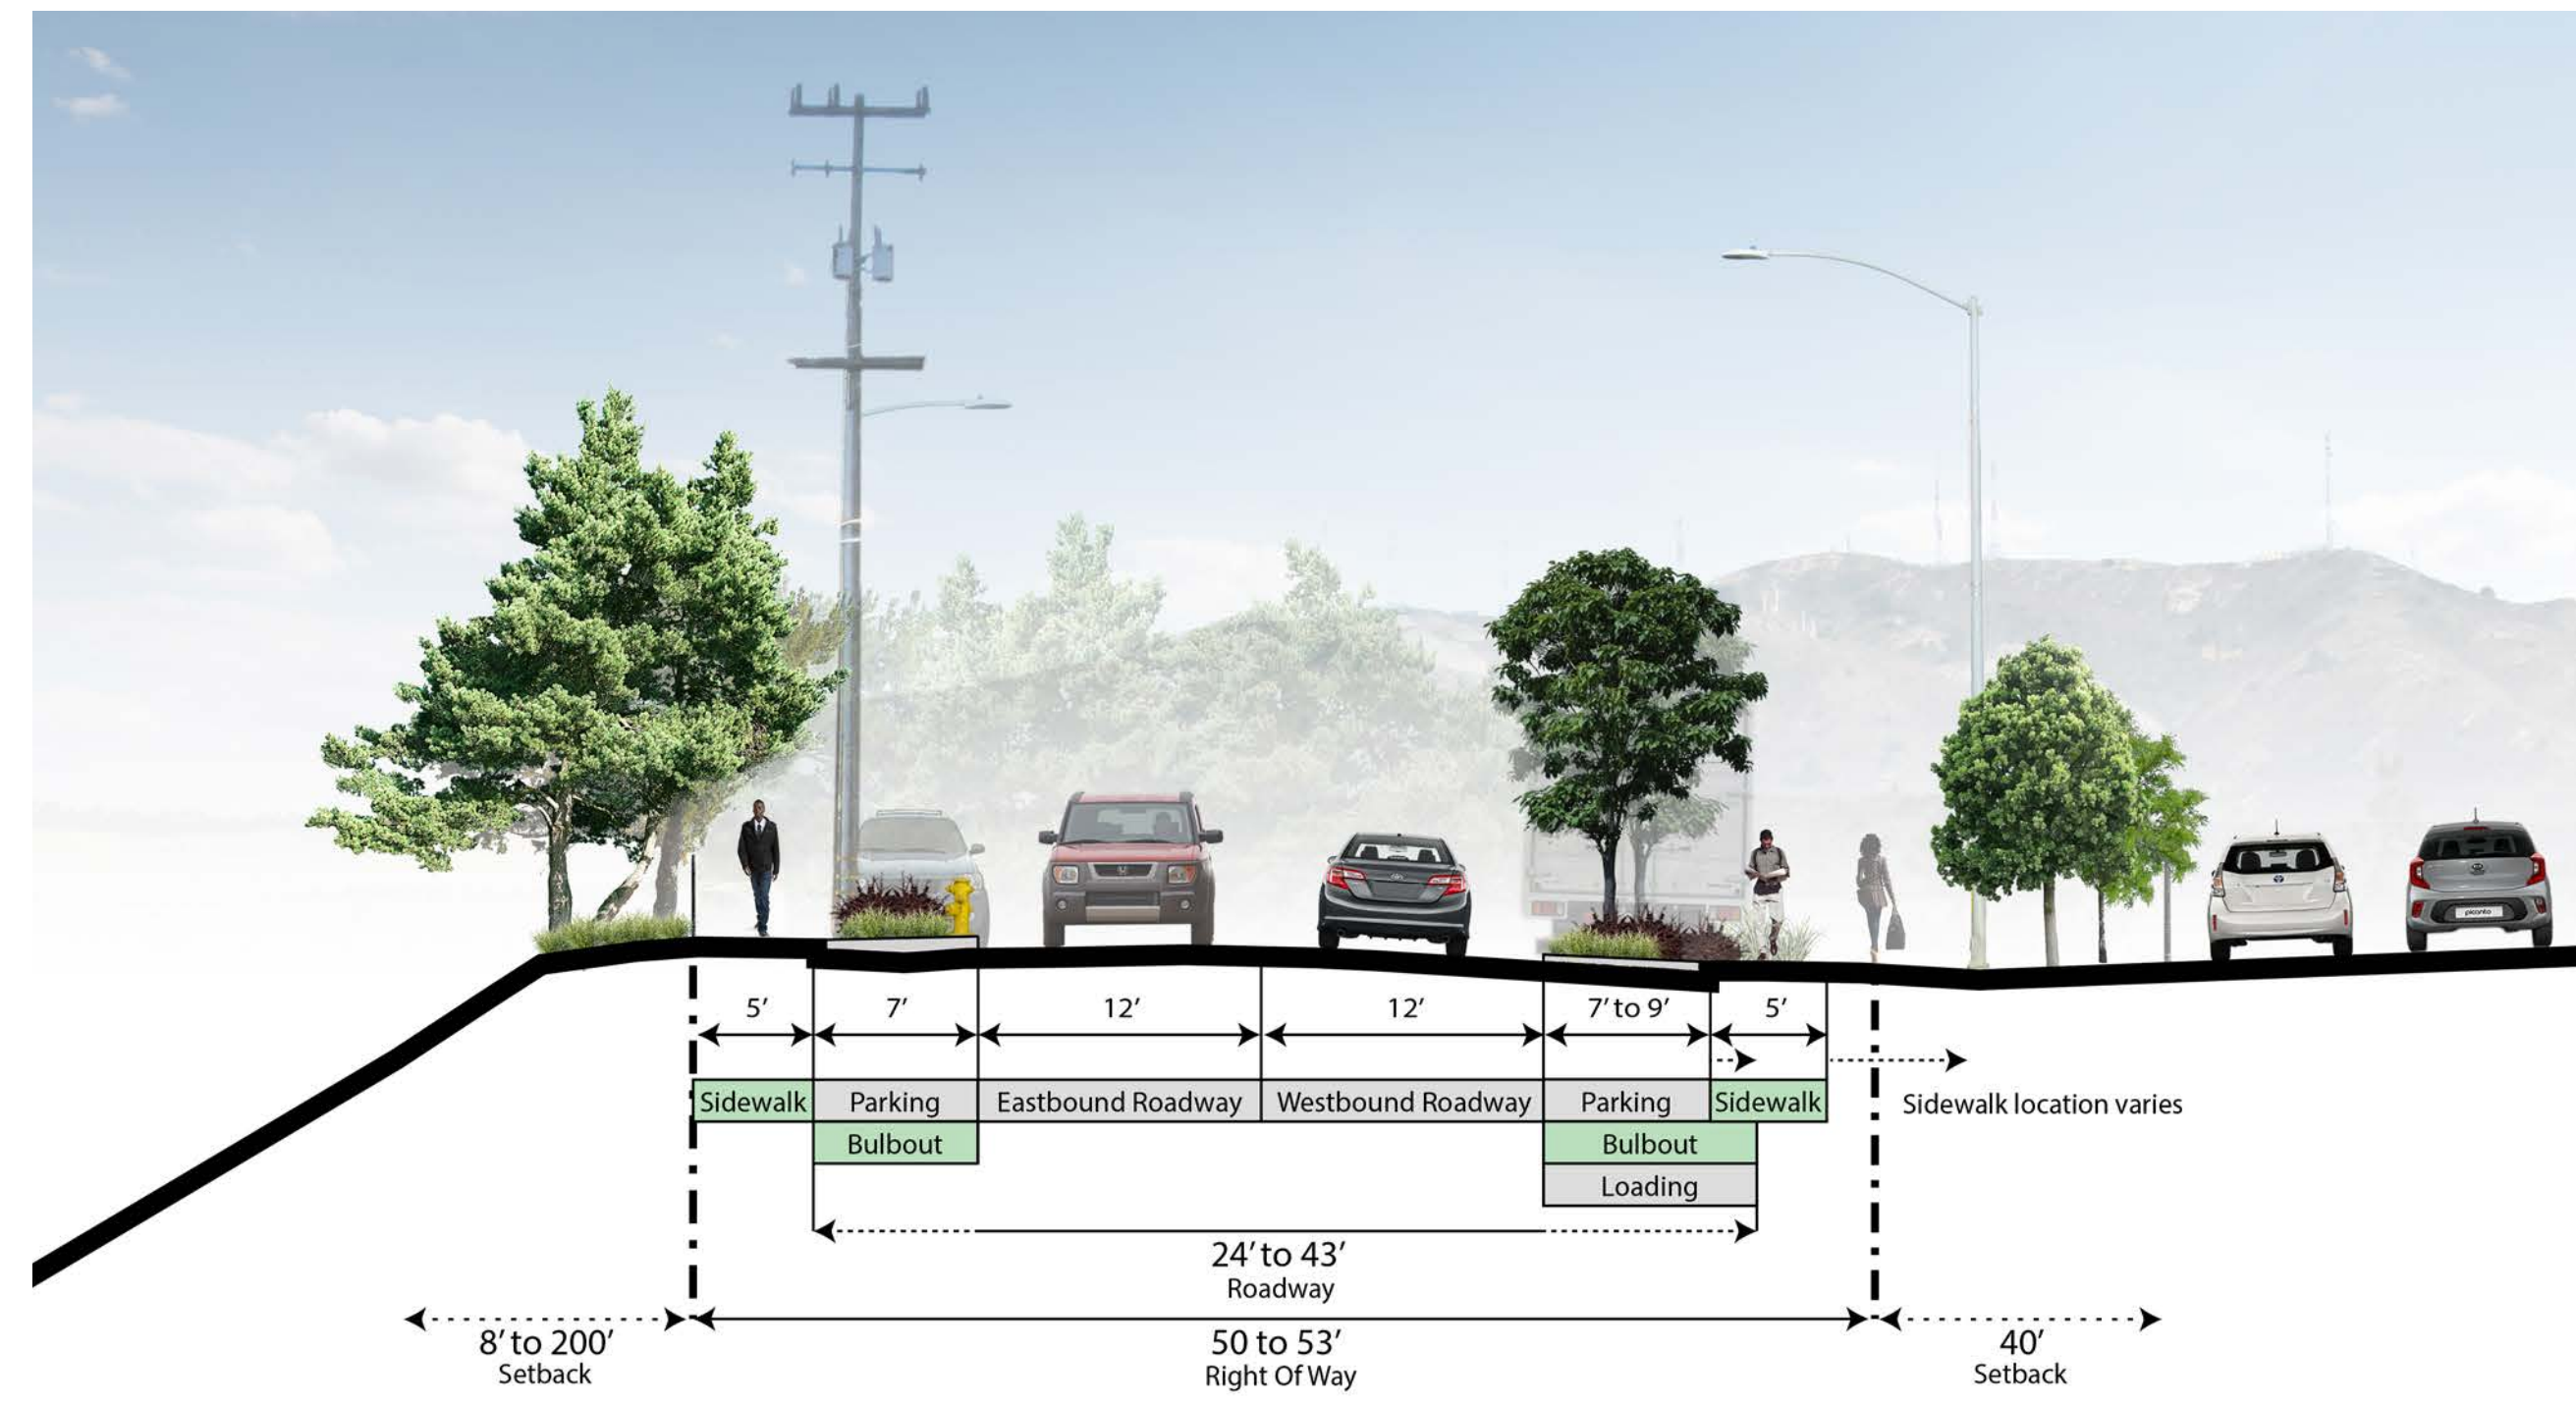 5’
7’
12’
12’
7’ to 9’
5’
Sidewalk
Parking
Eastbound Roadway
Westbound Roadway
Parking
Sidewalk
Sidewalk location varies
Bulbout
Bulbout
Loading
24’ to 43’
Roadway
8’ to 200’
Setback
50 to 53’
Right Of Way
40’
Setback
picanto